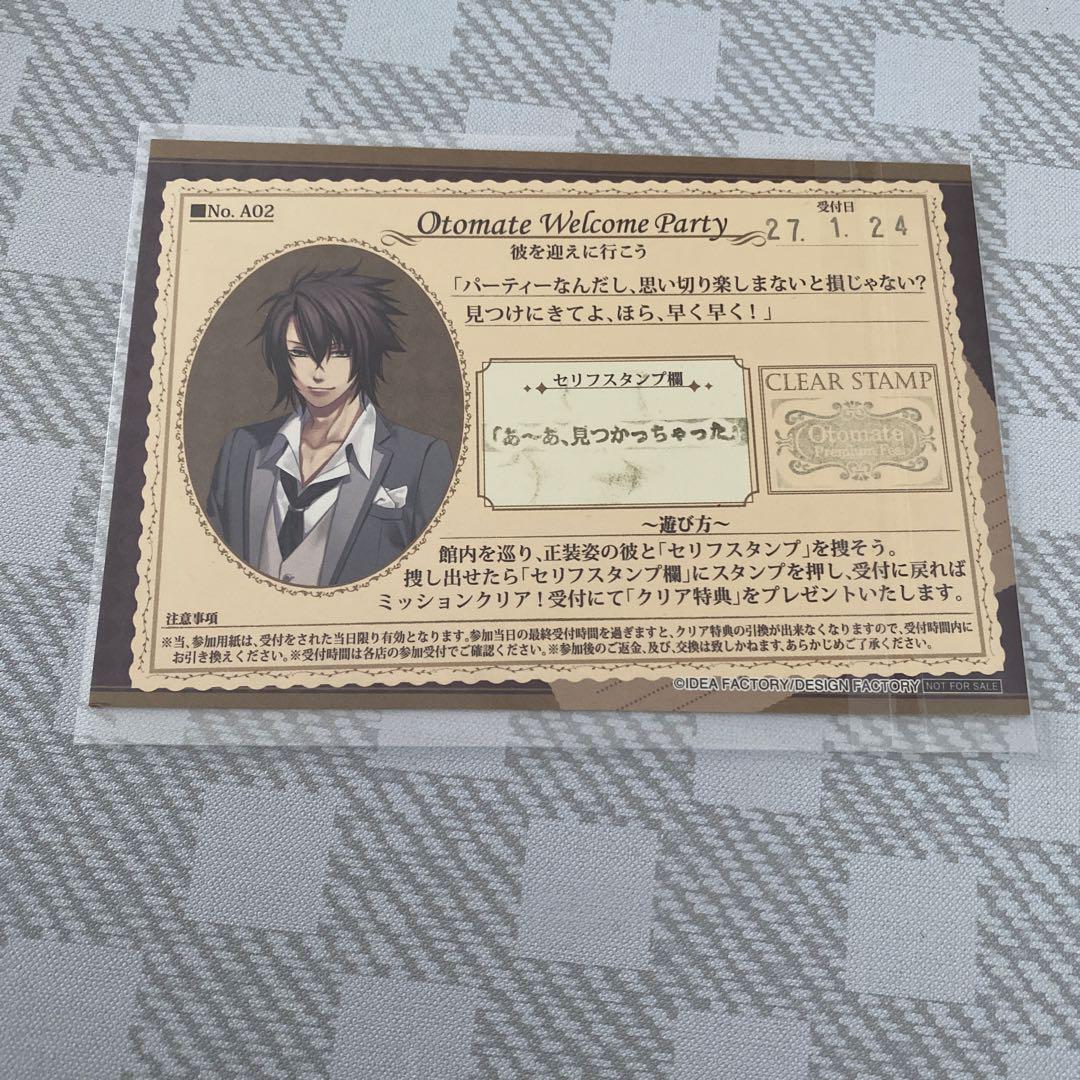 ■No. A02
Otomate Welcome Party
受付日
27. 1. 24
彼を迎えに行こう
「パーティーなんだし、思い切り楽しまないと損じゃない?
見つけにきてよ、ほら、早く早く!」
セリフスタンプ欄
「あ〜あ、見つかっちゃった」
CLEAR STAMP
Otomate
Premium Fes.
〜遊び方〜
館内を巡り、正装姿の彼と「セリフスタンプ」を捜そう。
捜し出せたら「セリフスタンプ欄」にスタンプを押し、受付に戻れば
ミッションクリア!受付にて「クリア特典」をプレゼントいたします。
注意事項
※当、参加用紙は、受付をされた当日限り有効となります。参加当日の最終受付時間を過ぎますと、クリア特典の引換が出来なくなりますので、受付時間内に
お引き換えください。※受付時間は各店の参加受付でご確認ください。※参加後のご返金、及び、交換は致しかねます、あらかじめご了承ください。
©IDEA FACTORY/DESIGN FACTORY NOT FOR SALE